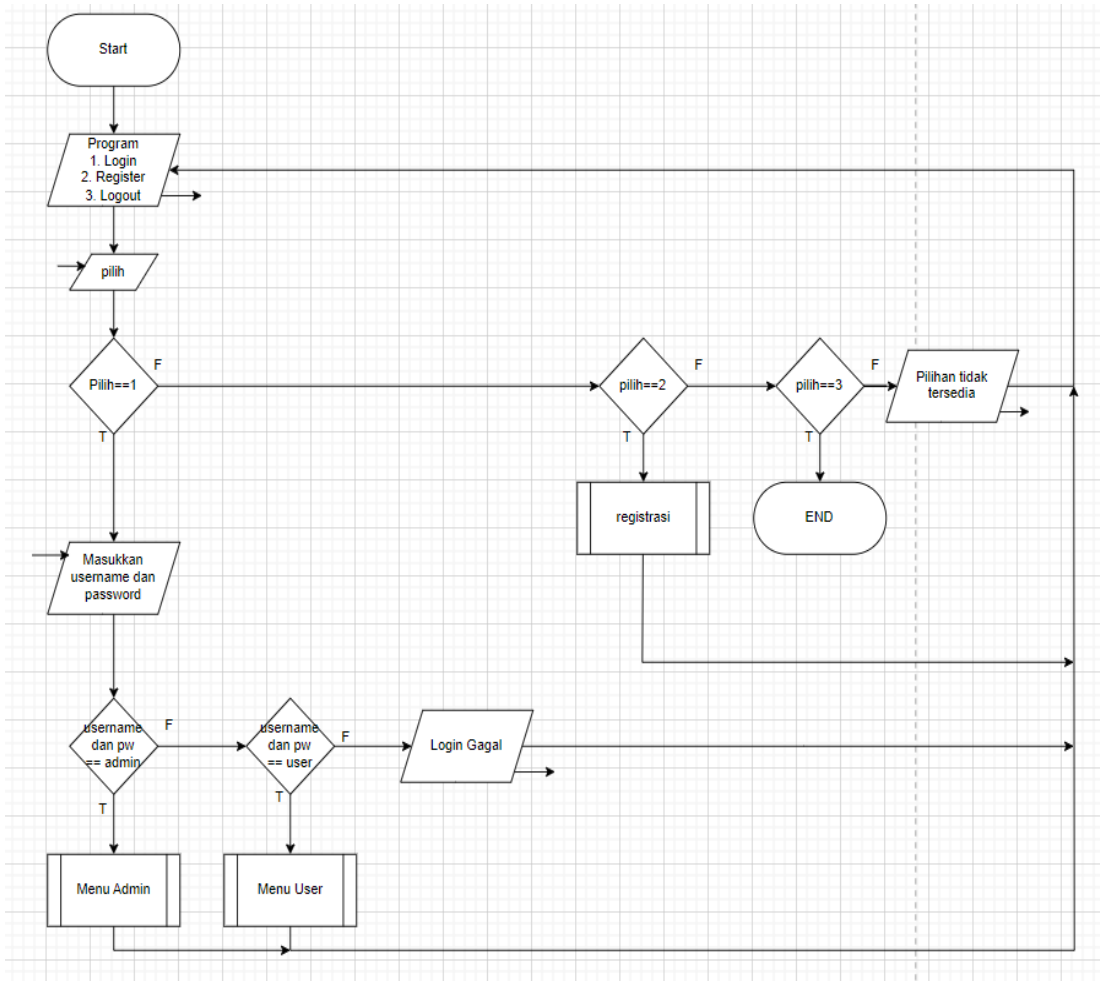 Start
Program
1. Login
2. Register
3. Logout
pilih
Pilih==1
F
T
pilih==2
F
T
pilih==3
F
T
Pilihan tidak
tersedia
registrasi
END
Masukkan
username dan
password
username
dan pw
== admin
F
T
username
dan pw
== user
F
T
Login Gagal
Menu Admin
Menu User